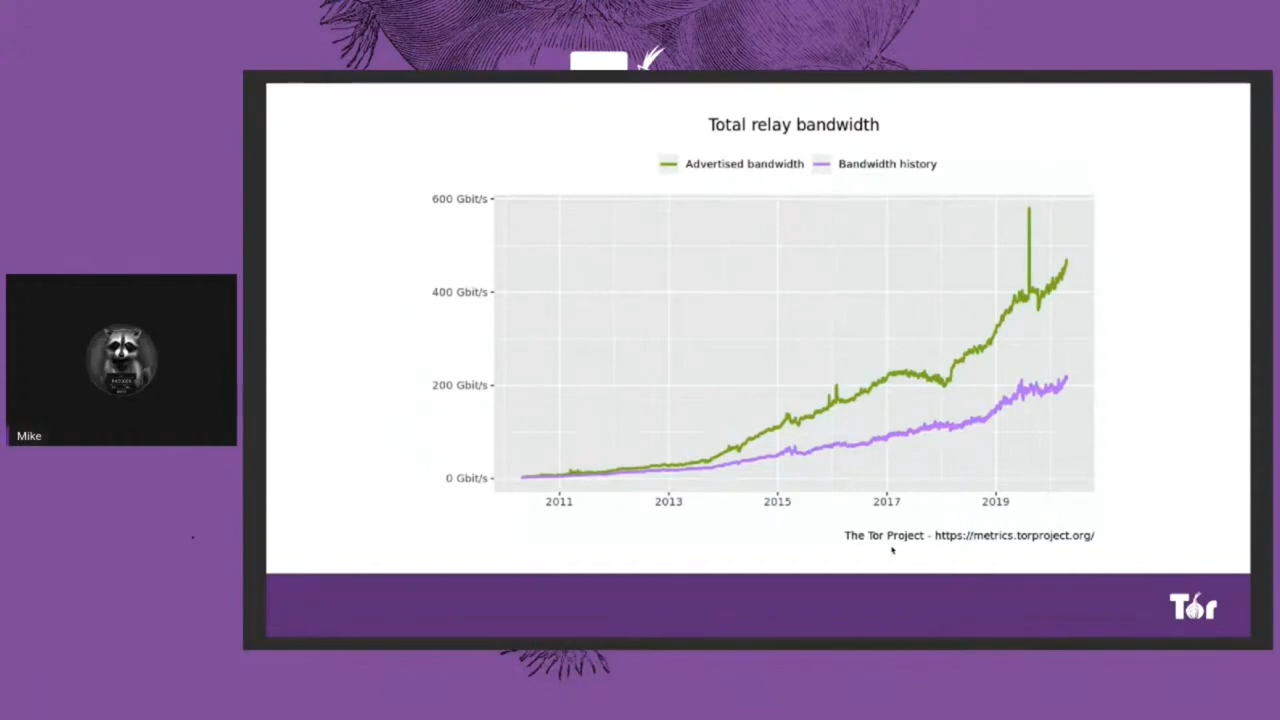 Total relay bandwidth
Advertised bandwidth Bandwidth history
600 Gbit/s
400 Gbit/s
200 Gbit/s
0 Gbit/s
2011 2013 2015 2017 2019
The Tor Project - https://metrics.torproject.org/
Tor
Mike